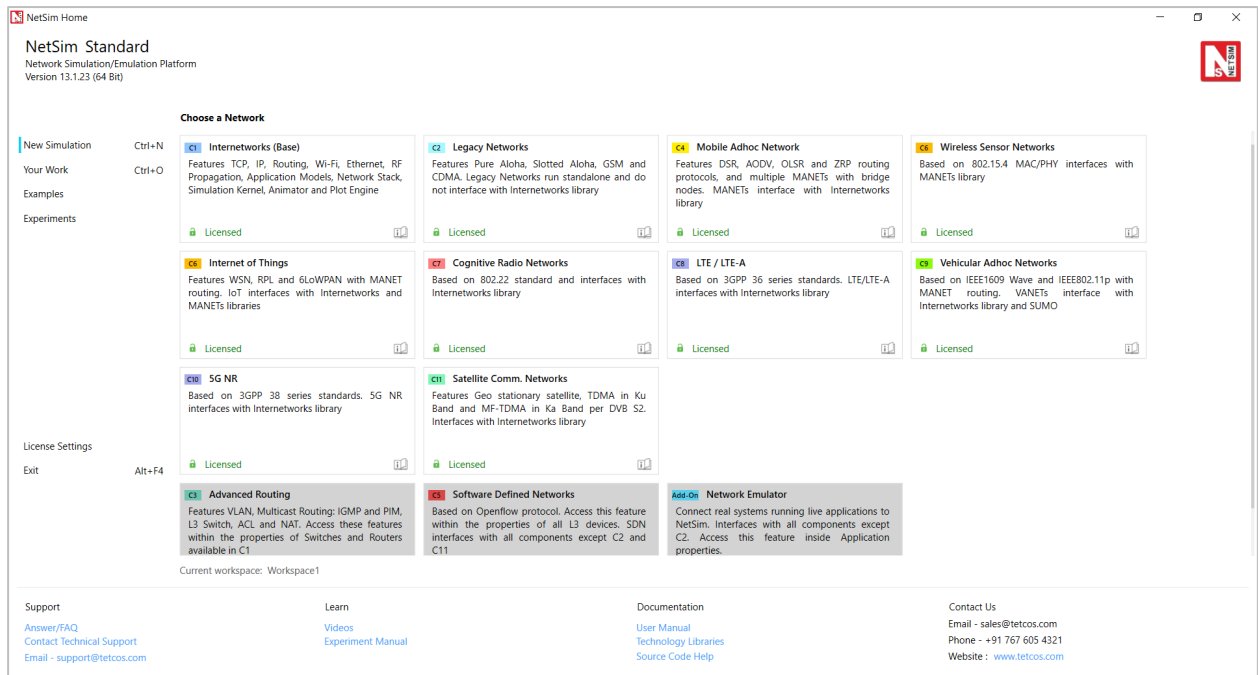 NetSim Home
NetSim Standard
Network Simulation/Emulation Platform
Version 13.1.23 (64 Bit)
NETSIM
Choose a Network
New Simulation Ctrl+N
Your Work Ctrl+O
Examples
Experiments
License Settings
Exit Alt+F4
C1 Internetworks (Base)
Features TCP, IP, Routing, Wi-Fi, Ethernet, RF
Propagation, Application Models, Network Stack,
Simulation Kernel, Animator and Plot Engine
Licensed
C2 Legacy Networks
Features Pure Aloha, Slotted Aloha, GSM and
CDMA. Legacy Networks run standalone and do
not interface with Internetworks library
Licensed
C4 Mobile Adhoc Network
Features DSR, AODV, OLSR and ZRP routing
protocols, and multiple MANETs with bridge
nodes. MANETs interface with Internetworks
library
Licensed
C6 Wireless Sensor Networks
Based on 802.15.4 MAC/PHY interfaces with
MANETs library
Licensed
C6 Internet of Things
Features WSN, RPL and 6LoWPAN with MANET
routing. IoT interfaces with Internetworks and
MANETs libraries
Licensed
C7 Cognitive Radio Networks
Based on 802.22 standard and interfaces with
Internetworks library
Licensed
C8 LTE / LTE-A
Based on 3GPP 36 series standards. LTE/LTE-A
interfaces with Internetworks library
Licensed
C9 Vehicular Adhoc Networks
Based on IEEE1609 Wave and IEEE802.11p with
MANET routing. VANETs interface with
Internetworks library and SUMO
Licensed
C10 5G NR
Based on 3GPP 38 series standards. 5G NR
interfaces with Internetworks library
Licensed
C11 Satellite Comm. Networks
Features Geo stationary satellite, TDMA in Ku
Band and MF-TDMA in Ka Band per DVB S2.
Interfaces with Internetworks library
Licensed
C3 Advanced Routing
Features VLAN, Multicast Routing: IGMP and PIM,
L3 Switch, ACL and NAT. Access these features
within the properties of Switches and Routers
available in C1
C5 Software Defined Networks
Based on Openflow protocol. Access this feature
within the properties of all L3 devices. SDN
interfaces with all components except C2 and
C11
Add-On Network Emulator
Connect real systems running live applications to
NetSim. Interfaces with all components except
C2. Access this feature inside Application
properties.
Current workspace: Workspace1
Support
Answer/FAQ
Contact Technical Support
Email - support@tetcos.com
Learn
Videos
Experiment Manual
Documentation
User Manual
Technology Libraries
Source Code Help
Contact Us
Email - sales@tetcos.com
Phone - +91 767 605 4321
Website : www.tetcos.com